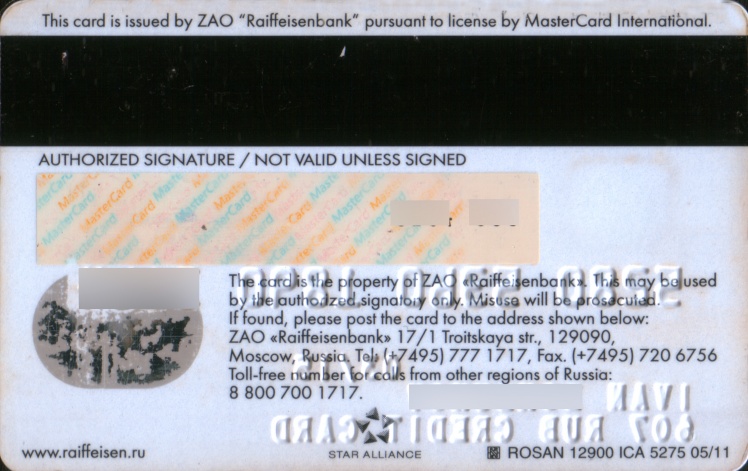 This card is issued by ZAO “Raiffeisenbank” pursuant to license by MasterCard International.
AUTHORIZED SIGNATURE / NOT VALID UNLESS SIGNED
MasterCard MasterCard MasterCard MasterCard
The card is the property of ZAO «Raiffeisenbank». This may be used
by the authorized signatory only. Misuse will be prosecuted.
If found, please post the card to the address shown below:
ZAO «Raiffeisenbank» 17/1 Troitskaya str., 129090,
Moscow, Russia. Tel: (+7495) 777 1717, Fax. (+7495) 720 6756
Toll-free number for calls from other regions of Russia:
8 800 700 1717.
IVAN
607 RUB CREDIT CARD
STAR ALLIANCE
www.raiffeisen.ru
ROSAN 12900 ICA 5275 05/11